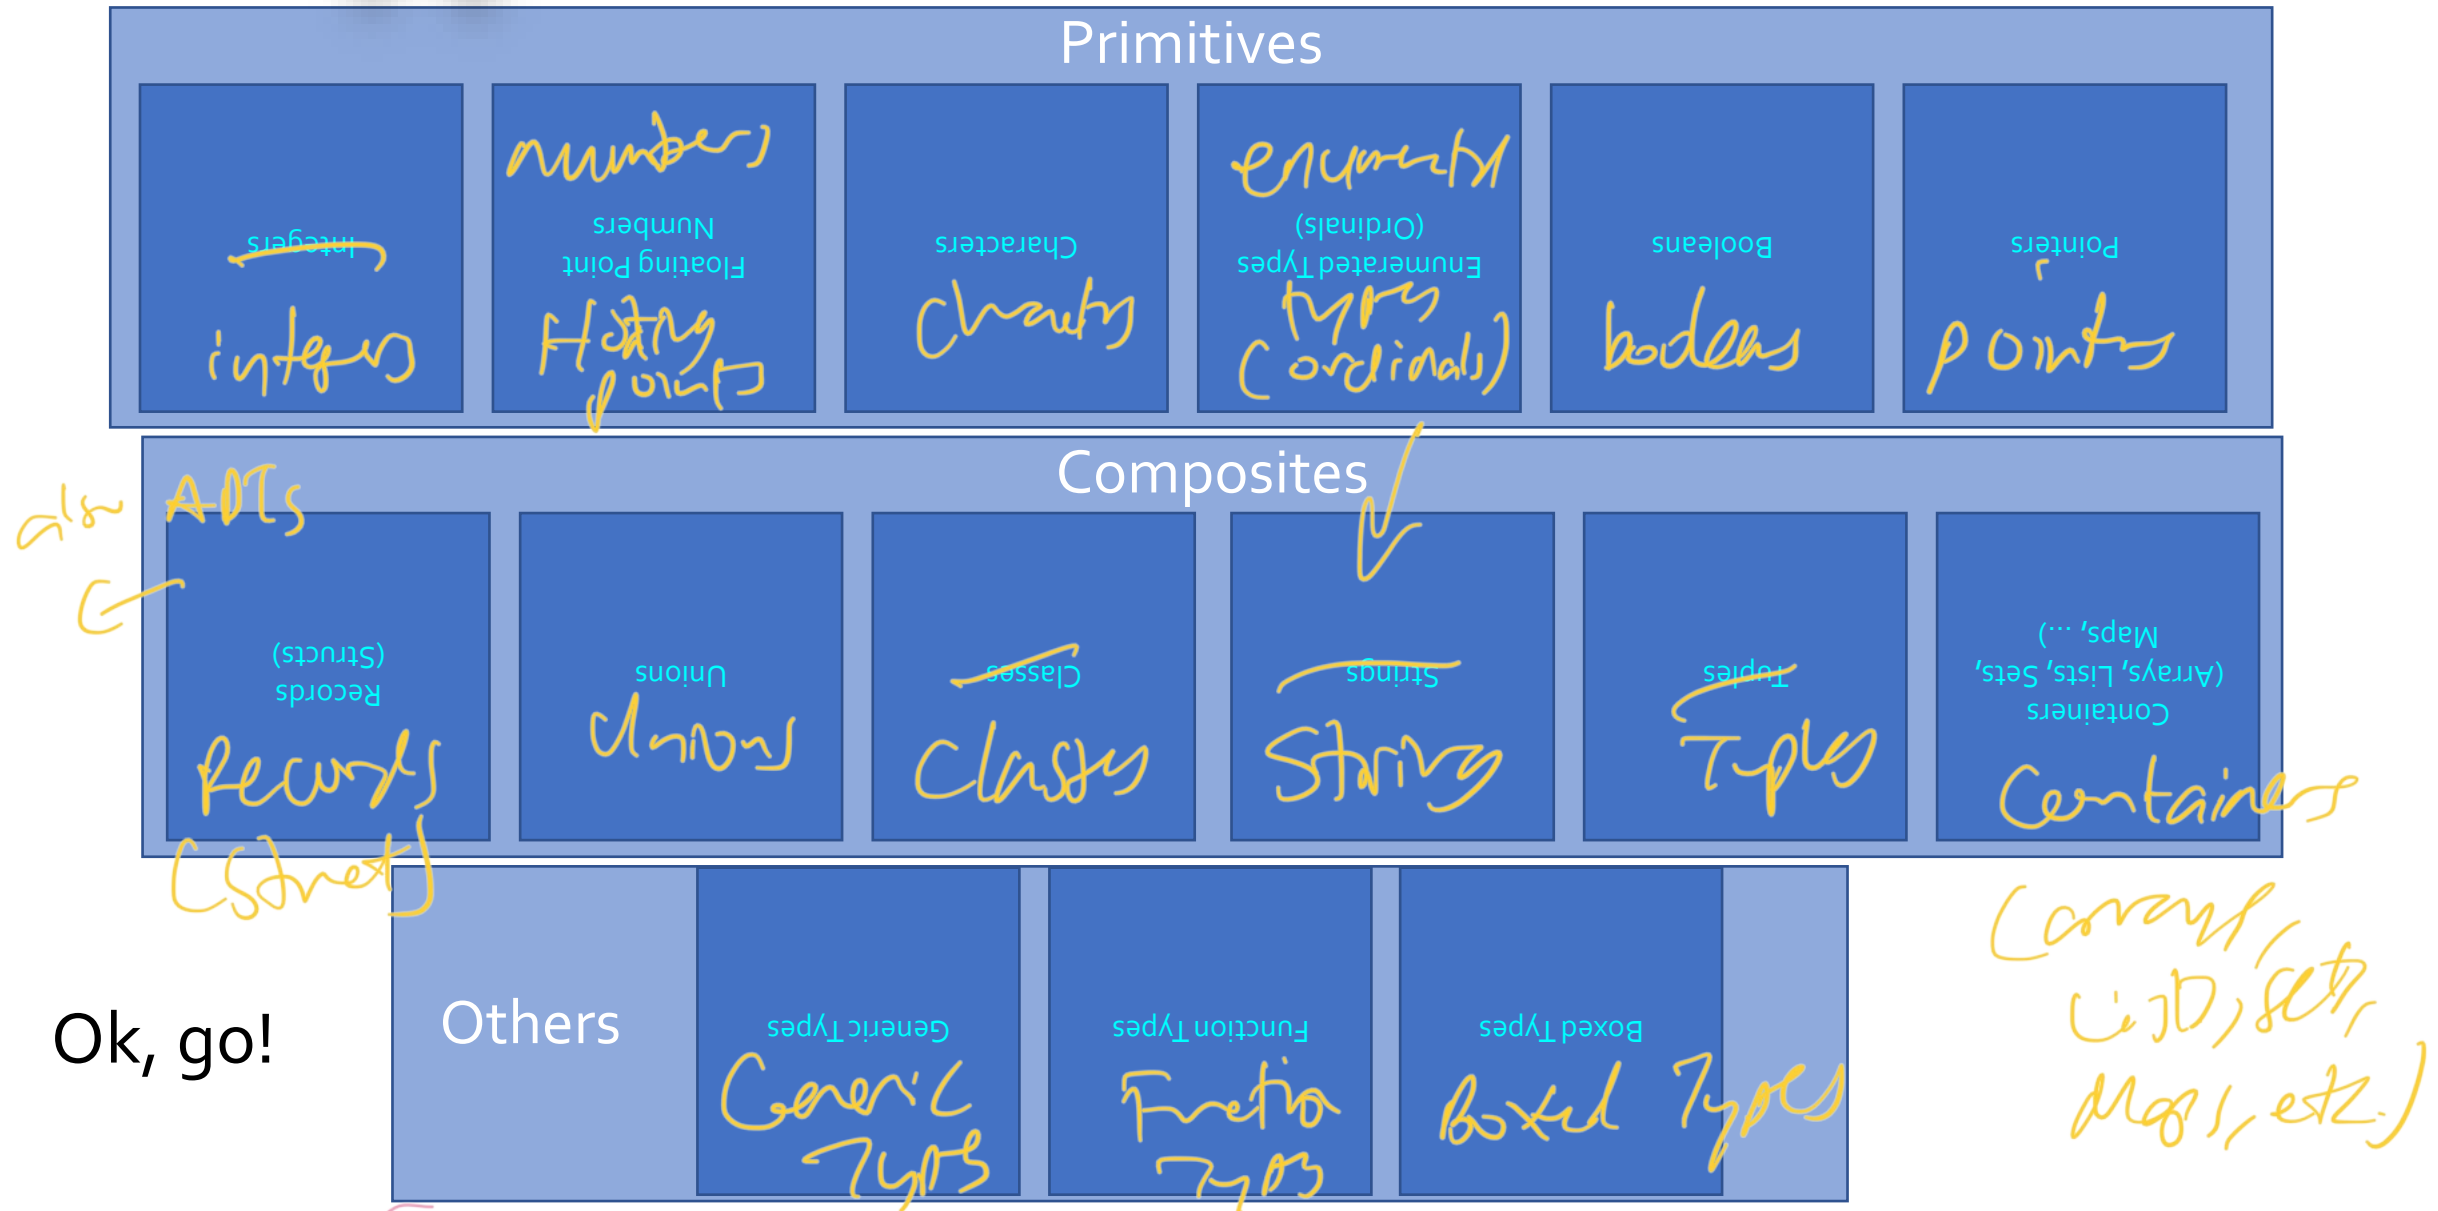 Primitives
Integers
integers
numbers
Floating Point
Numbers
Floating
points
Characters
enumerated
Enumerated Types
(Ordinals)
types
(ordinals)
Booleans
booleans
Pointers
pointers
Composites
also ADTs
Records
(Structs)
Records
(struct)
Unions
Unions
Classes
Classes
Strings
Strings
Tuples
Tuples
Containers
(Arrays, Lists, Sets,
Maps, ...)
Containers
(arrays,
lists, sets,
Maps, etc.)
Others
Generic Types
Generic
Types
Function Types
Function
Types
Boxed Types
Boxed Types
Ok, go!